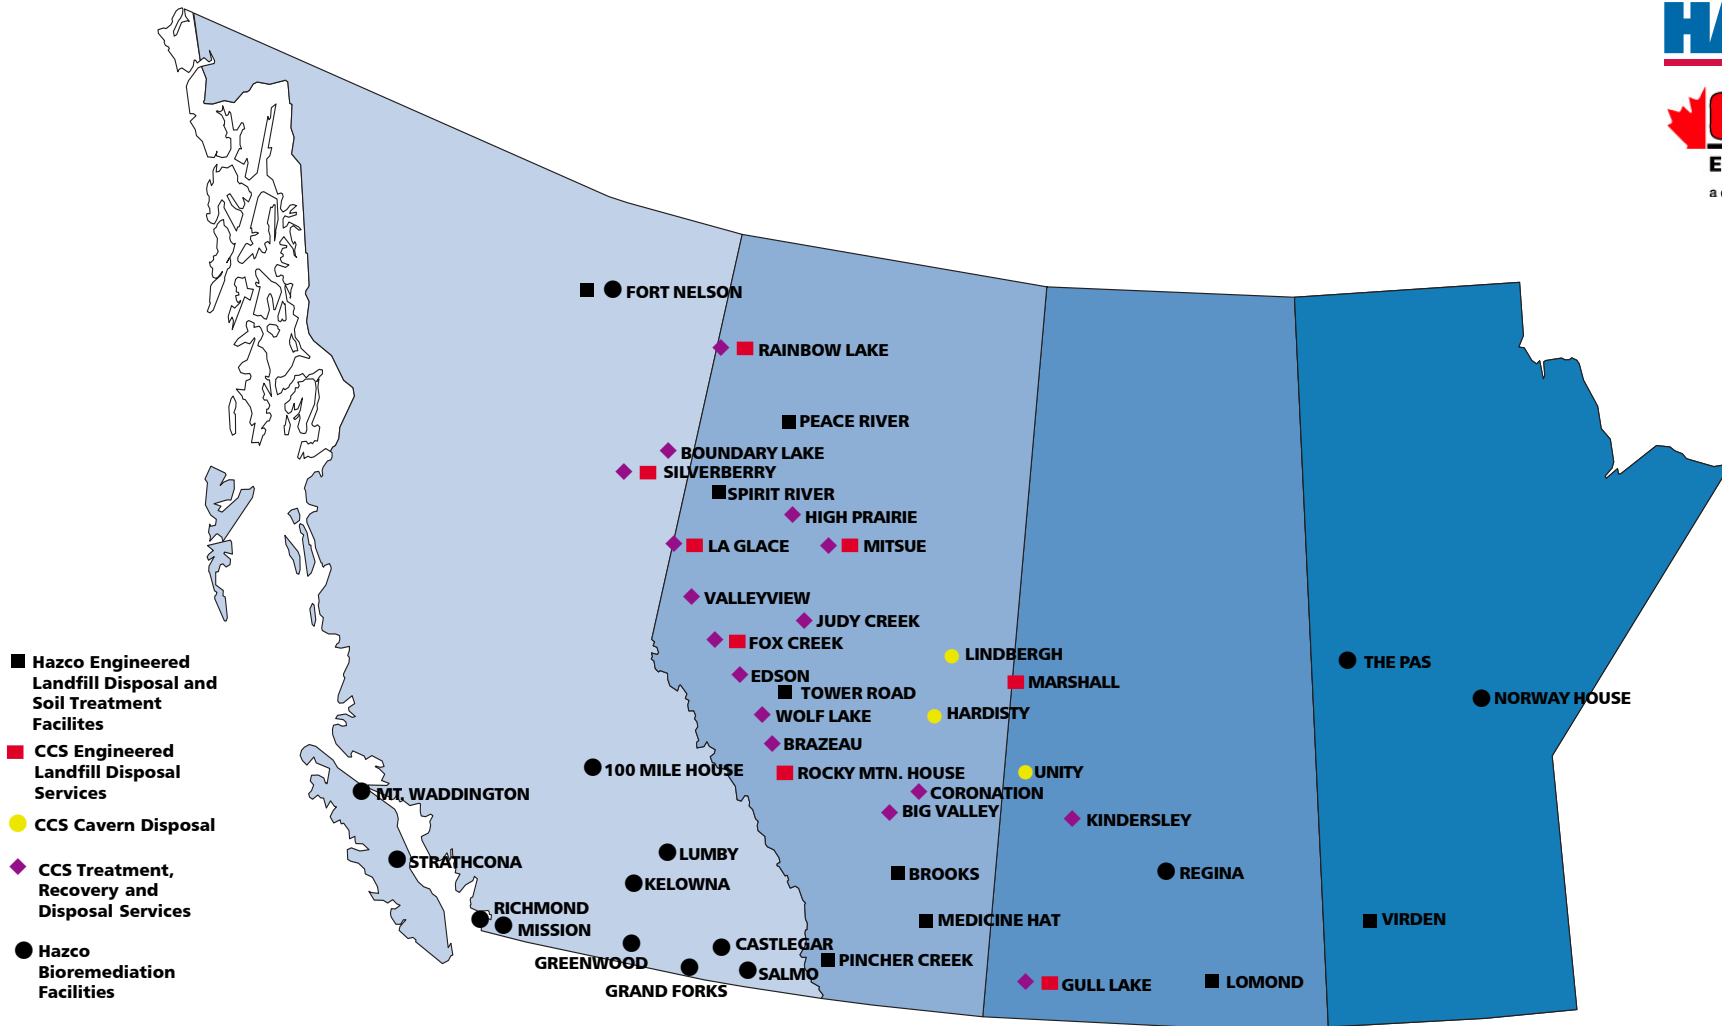 HA
E
a
FORT NELSON
RAINBOW LAKE
PEACE RIVER
BOUNDARY LAKE
SILVERBERRY
SPIRIT RIVER
HIGH PRAIRIE
LA GLACE
MITSUE
VALLEYVIEW
JUDY CREEK
FOX CREEK
LINDBERGH
EDSON
MARSHALL
TOWER ROAD
WOLF LAKE
HARDISTY
BRAZEAU
100 MILE HOUSE
ROCKY MTN. HOUSE
UNITY
CORONATION
BIG VALLEY
KINDERSLEY
THE PAS
NORWAY HOUSE
MT. WADDINGTON
STRATHCONA
LUMBY
KELOWNA
BROOKS
REGINA
RICHMOND
MISSION
MEDICINE HAT
VIRDEN
CASTLEGAR
GREENWOOD
PINCHER CREEK
SALMO
GRAND FORKS
GULL LAKE
LOMOND
Hazco Engineered
Landfill Disposal and
Soil Treatment
Facilites
CCS Engineered
Landfill Disposal
Services
CCS Cavern Disposal
CCS Treatment,
Recovery and
Disposal Services
Hazco
Bioremediation
Facilities